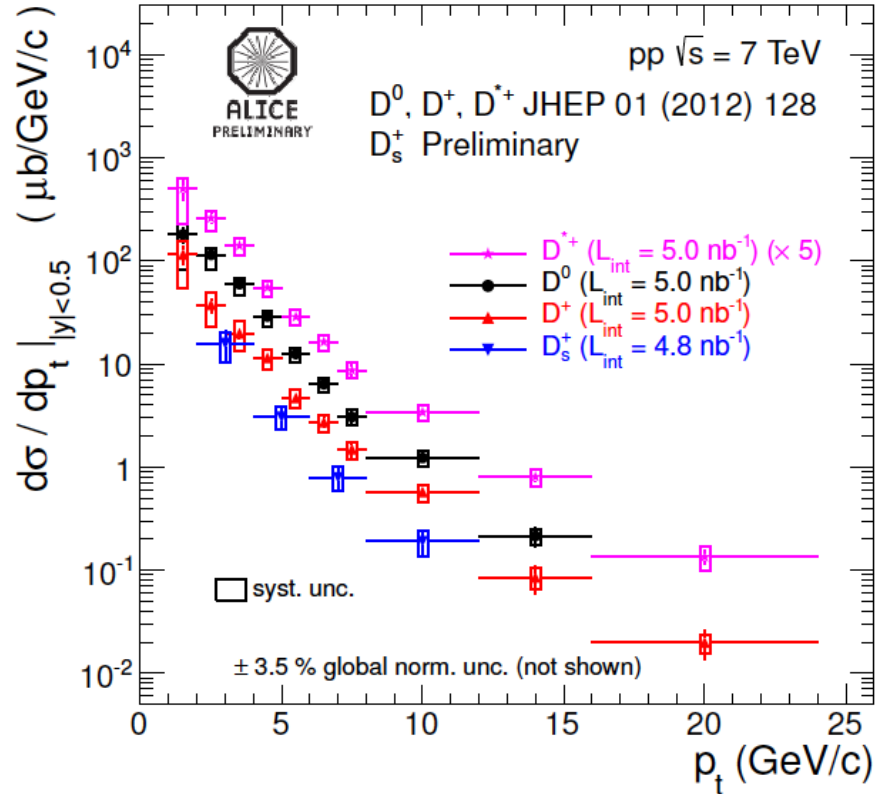 10⁴
10³
10²
10
1
10⁻¹
10⁻²
dσ / dp_t |_|y|<0.5 ( μb/GeV/c )
ALICE
PRELIMINARY
pp √s = 7 TeV
D⁰, D⁺, D*⁺ JHEP 01 (2012) 128
D_s⁺ Preliminary
D*⁺ (L_int = 5.0 nb⁻¹) (× 5)
D⁰ (L_int = 5.0 nb⁻¹)
D⁺ (L_int = 5.0 nb⁻¹)
D_s⁺ (L_int = 4.8 nb⁻¹)
syst. unc.
± 3.5 % global norm. unc. (not shown)
0 5 10 15 20 25
p_t (GeV/c)